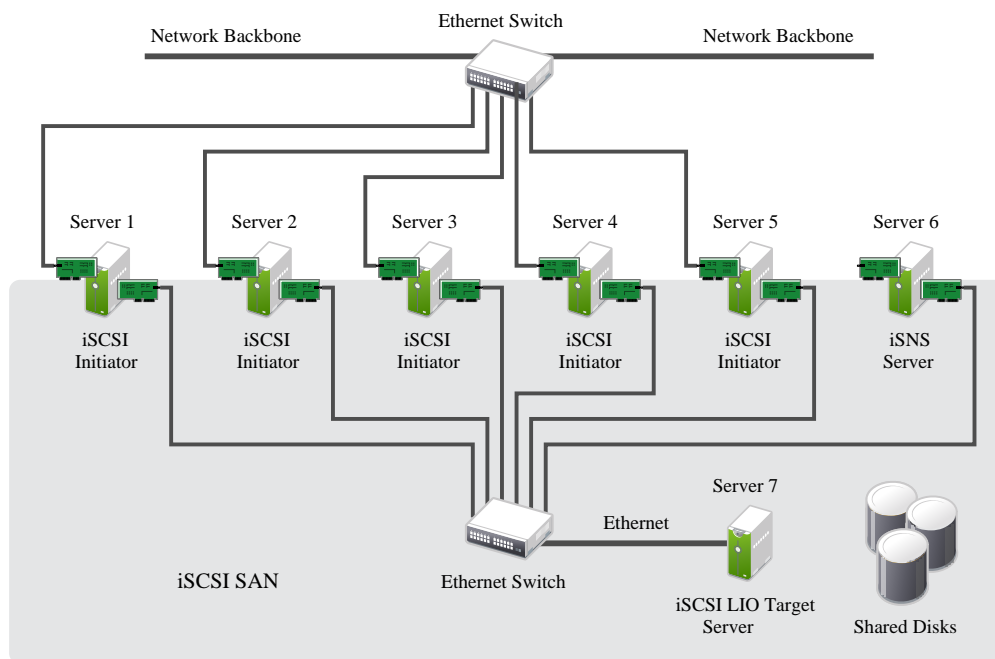 Ethernet Switch
Network Backbone
Network Backbone
Server 1
Server 2
Server 3
Server 4
Server 5
Server 6
iSCSI
Initiator
iSCSI
Initiator
iSCSI
Initiator
iSCSI
Initiator
iSCSI
Initiator
iSNS
Server
Server 7
Ethernet
Ethernet Switch
iSCSI SAN
iSCSI LIO Target
Server
Shared Disks